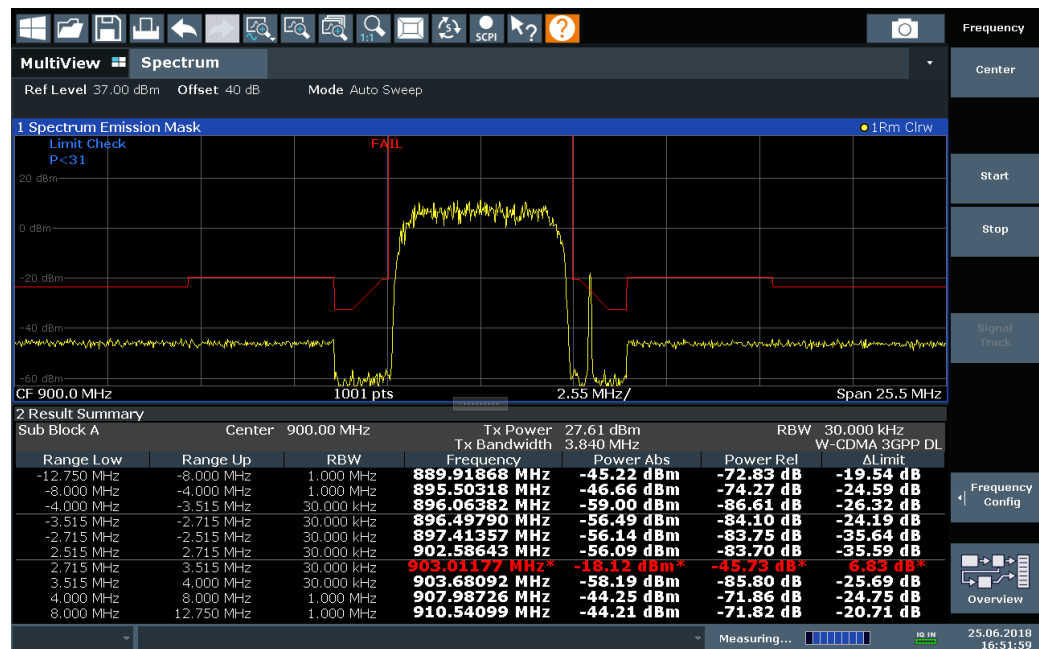 1:1
SCPI
?
?
Frequency
MultiView
Spectrum
Center
Ref Level 37.00 dBm Offset 40 dB Mode Auto Sweep
1 Spectrum Emission Mask
1Rm Clrw
Limit Check
FAIL
P<31
20 dBm
Start
0 dBm
Stop
-20 dBm
-40 dBm
Signal
Track
-60 dBm
CF 900.0 MHz 1001 pts 2.55 MHz/ Span 25.5 MHz
2 Result Summary
Sub Block A Center 900.00 MHz Tx Power 27.61 dBm RBW 30.000 kHz
Tx Bandwidth 3.840 MHz W-CDMA 3GPP DL
Range Low Range Up RBW Frequency Power Abs Power Rel ΔLimit
-12.750 MHz -8.000 MHz 1.000 MHz 889.91868 MHz -45.22 dBm -72.83 dB -19.54 dB
-8.000 MHz -4.000 MHz 1.000 MHz 895.50318 MHz -46.66 dBm -74.27 dB -24.59 dB
-4.000 MHz -3.515 MHz 30.000 kHz 896.06382 MHz -59.00 dBm -86.61 dB -26.32 dB
-3.515 MHz -2.715 MHz 30.000 kHz 896.49790 MHz -56.49 dBm -84.10 dB -24.19 dB
-2.715 MHz -2.515 MHz 30.000 kHz 897.41357 MHz -56.14 dBm -83.75 dB -35.64 dB
2.515 MHz 2.715 MHz 30.000 kHz 902.58643 MHz -56.09 dBm -83.70 dB -35.59 dB
2.715 MHz 3.515 MHz 30.000 kHz 903.01177 MHz* -18.12 dBm* -45.73 dB* 6.83 dB*
3.515 MHz 4.000 MHz 30.000 kHz 903.68092 MHz -58.19 dBm -85.80 dB -25.69 dB
4.000 MHz 8.000 MHz 1.000 MHz 907.98726 MHz -44.25 dBm -71.86 dB -24.75 dB
8.000 MHz 12.750 MHz 1.000 MHz 910.54099 MHz -44.21 dBm -71.82 dB -20.71 dB
Frequency
Config
Overview
Measuring...
IQ IN
25.06.2018
16:51:59